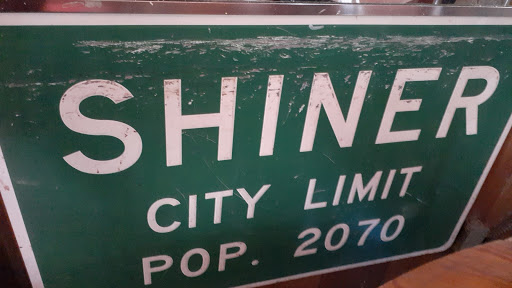 SHINER
CITY LIMIT
POP. 2070